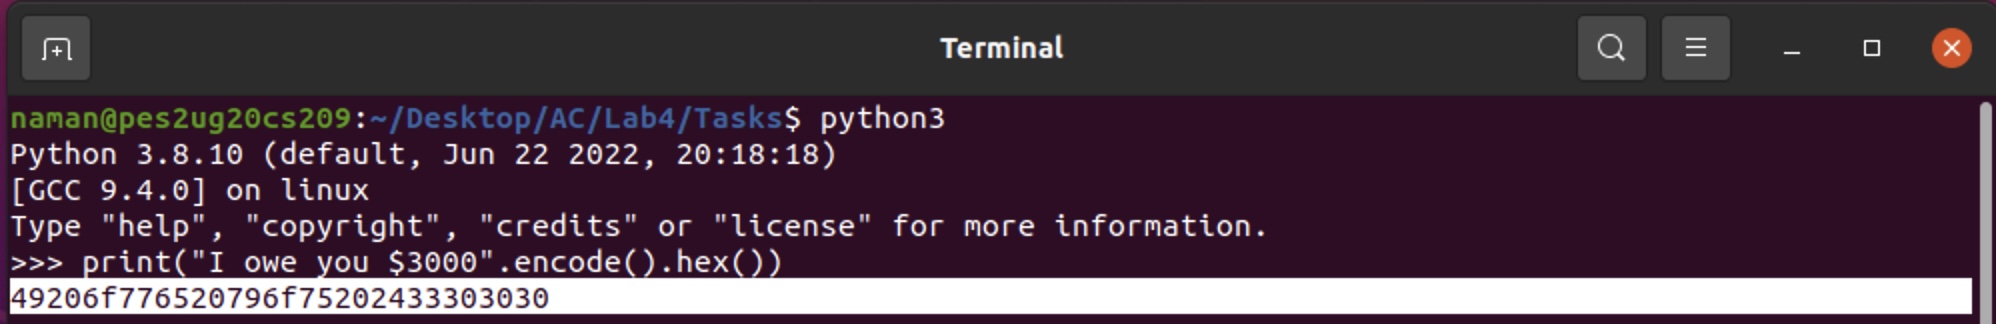 Terminal
naman@pes2ug20cs209:~/Desktop/AC/Lab4/Tasks$ python3
Python 3.8.10 (default, Jun 22 2022, 20:18:18)
[GCC 9.4.0] on linux
Type "help", "copyright", "credits" or "license" for more information.
>>> print("I owe you $3000".encode().hex())
49206f776520796f75202433303030